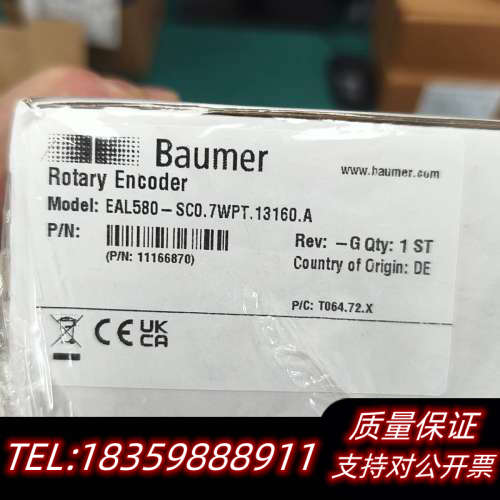 Baumer
www.baumer.com
Rotary Encoder
Model: EAL580-SC0.7WPT.13160.A
P/N:
(P/N: 11166870)
Rev: -G Qty: 1 ST
Country of Origin: DE
P/C: T064.72.X
CE UK CA
TEL:18359888911
质量保证
支持对公开票